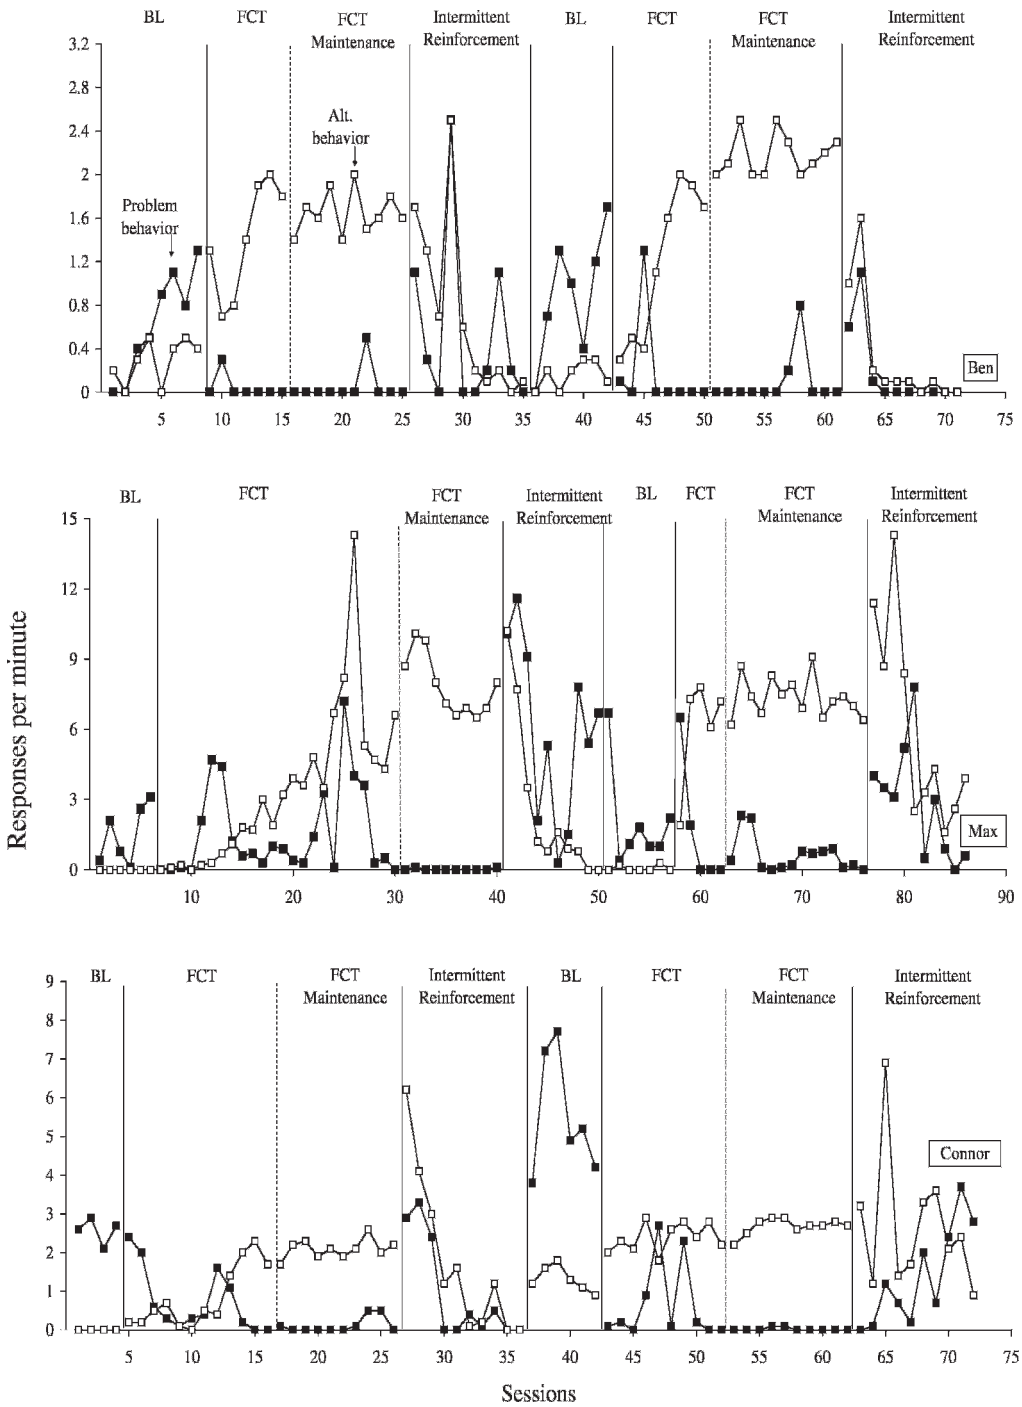 BL FCT FCT Intermittent BL FCT FCT Intermittent
Maintenance Reinforcement Maintenance Reinforcement
3.2
2.8
2.4
Alt.
behavior
2
Problem
behavior
1.6
1.2
0.8
0.4
Ben
0
5 10 15 20 25 30 35 40 45 50 55 60 65 70 75
BL FCT FCT Intermittent BL FCT FCT Intermittent
Maintenance Reinforcement Maintenance Reinforcement
15
12
9
6
3
Max
0
10 20 30 40 50 60 70 80 90
Responses per minute
BL FCT FCT Intermittent BL FCT FCT Intermittent
Maintenance Reinforcement Maintenance Reinforcement
9
8
7
6
5
Connor
4
3
2
1
0
5 10 15 20 25 30 35 40 45 50 55 60 65 70 75
Sessions